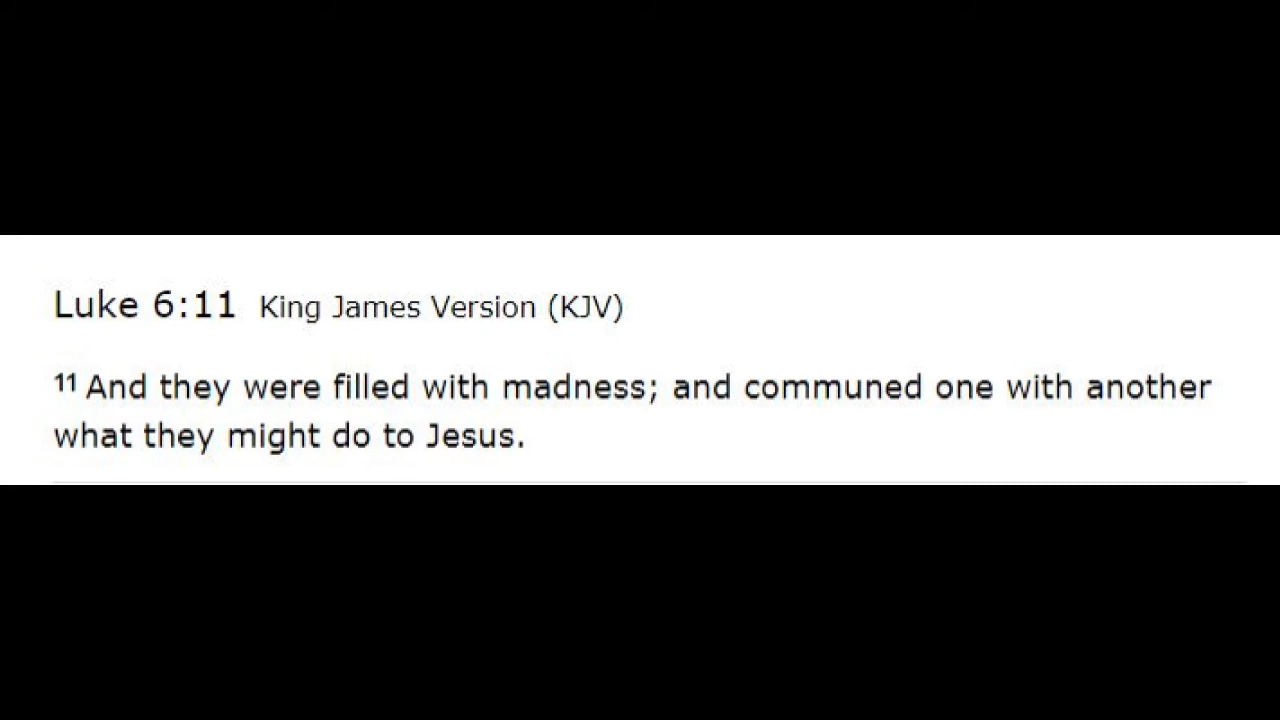 Luke 6:11 King James Version (KJV)
11 And they were filled with madness; and communed one with another
what they might do to Jesus.